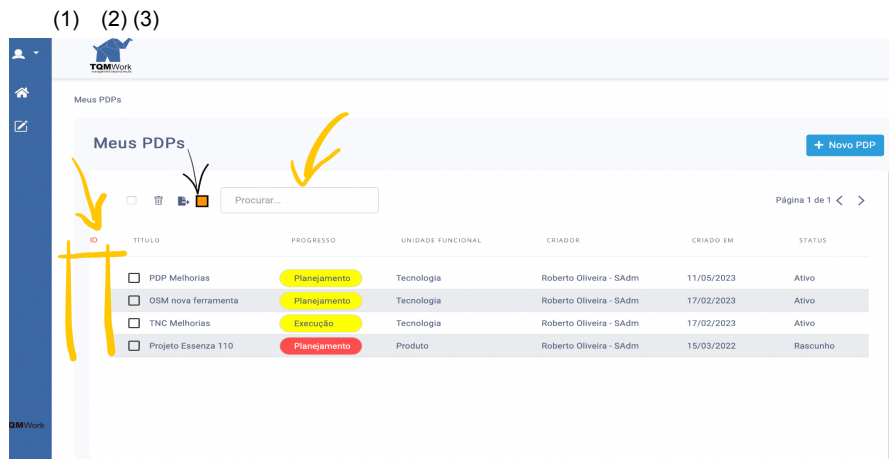 (1) (2) (3)
TQMWork
management beyond results
Meus PDPs
Meus PDPs
+ Novo PDP
Procurar...
Página 1 de 1
ID TÍTULO PROGRESSO UNIDADE FUNCIONAL CRIADOR CRIADO EM STATUS
PDP Melhorias Planejamento Tecnologia Roberto Oliveira - SAdm 11/05/2023 Ativo
OSM nova ferramenta Planejamento Tecnologia Roberto Oliveira - SAdm 17/02/2023 Ativo
TNC Melhorias Execução Tecnologia Roberto Oliveira - SAdm 17/02/2023 Ativo
Projeto Essenza 110 Planejamento Produto Roberto Oliveira - SAdm 15/03/2022 Rascunho
QMWork